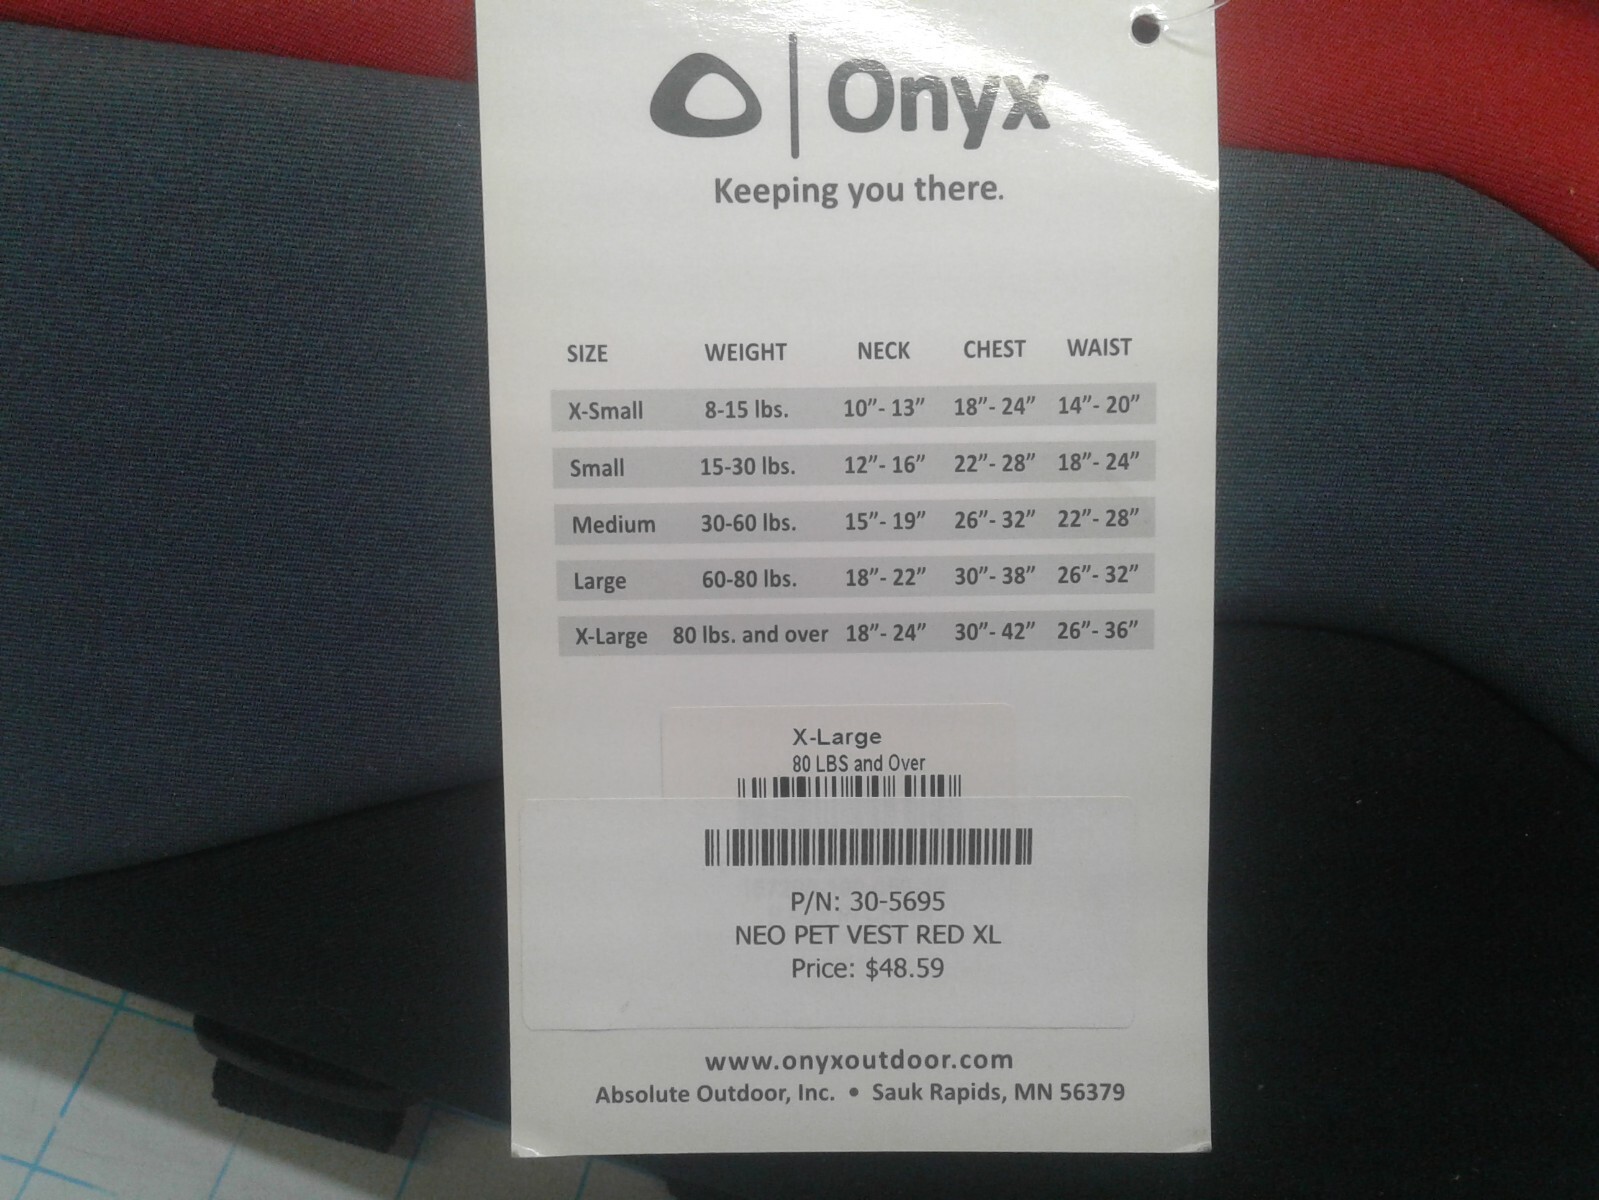 Onyx
Keeping you there.
SIZE WEIGHT NECK CHEST WAIST
X-Small 8-15 lbs. 10”- 13” 18”- 24” 14”- 20”
Small 15-30 lbs. 12”- 16” 22”- 28” 18”- 24”
Medium 30-60 lbs. 15”- 19” 26”- 32” 22”- 28”
Large 60-80 lbs. 18”- 22” 30”- 38” 26”- 32”
X-Large 80 lbs. and over 18”- 24” 30”- 42” 26”- 36”
X-Large
80 LBS and Over
P/N: 30-5695
NEO PET VEST RED XL
Price: $48.59
www.onyxoutdoor.com
Absolute Outdoor, Inc. • Sauk Rapids, MN 56379